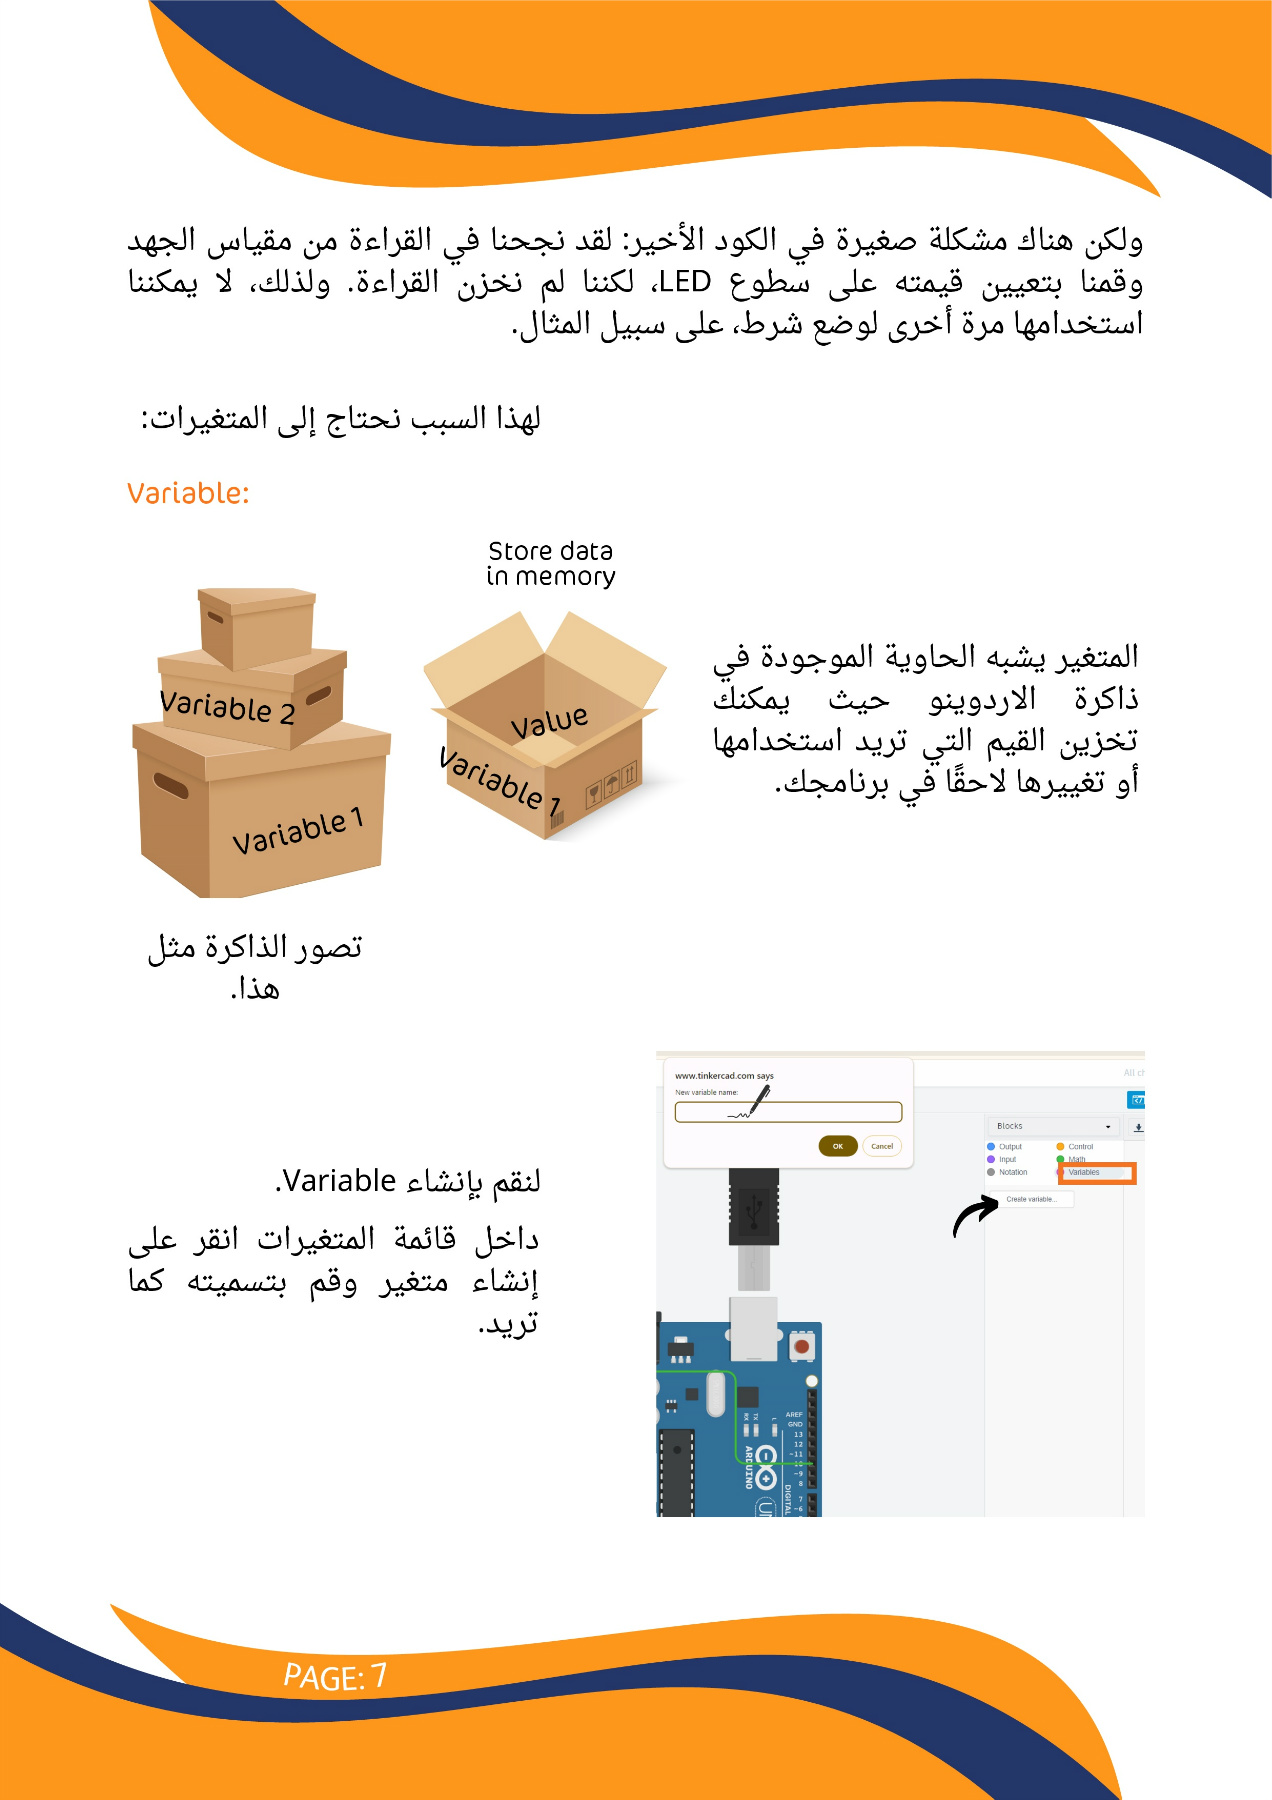 ولكن هناك مشكلة صغيرة في الكود الأخير: لقد نجحنا في القراءة من مقياس الجهد
وقمنا بتعيين قيمته على سطوع LED، لكننا لم نخزن القراءة. ولذلك، لا يمكننا
استخدامها مرة أخرى لوضع شرط، على سبيل المثال.
لهذا السبب نحتاج إلى المتغيرات:
Variable:
Store data
in memory
Variable 2
Variable 1
Value
Variable 1
المتغير يشبه الحاوية الموجودة في
ذاكرة الاردوينو حيث يمكنك
تخزين القيم التي تريد استخدامها
أو تغييرها لاحقًا في برنامجك.
تصور الذاكرة مثل
هذا.
لنقم بإنشاء Variable.
داخل قائمة المتغيرات انقر على
إنشاء متغير وقم بتسميته كما
تريد.
www.tinkercad.com says
New variable name:
OK
Cancel
All ch
Blocks
Output
Control
Input
Math
Notation
Variables
Create variable...
AREF
GND
13
12
~11
10
~9
8
7
~6
L
TX
RX
ARDUINO
DIGITAL
UN
PAGE: 7